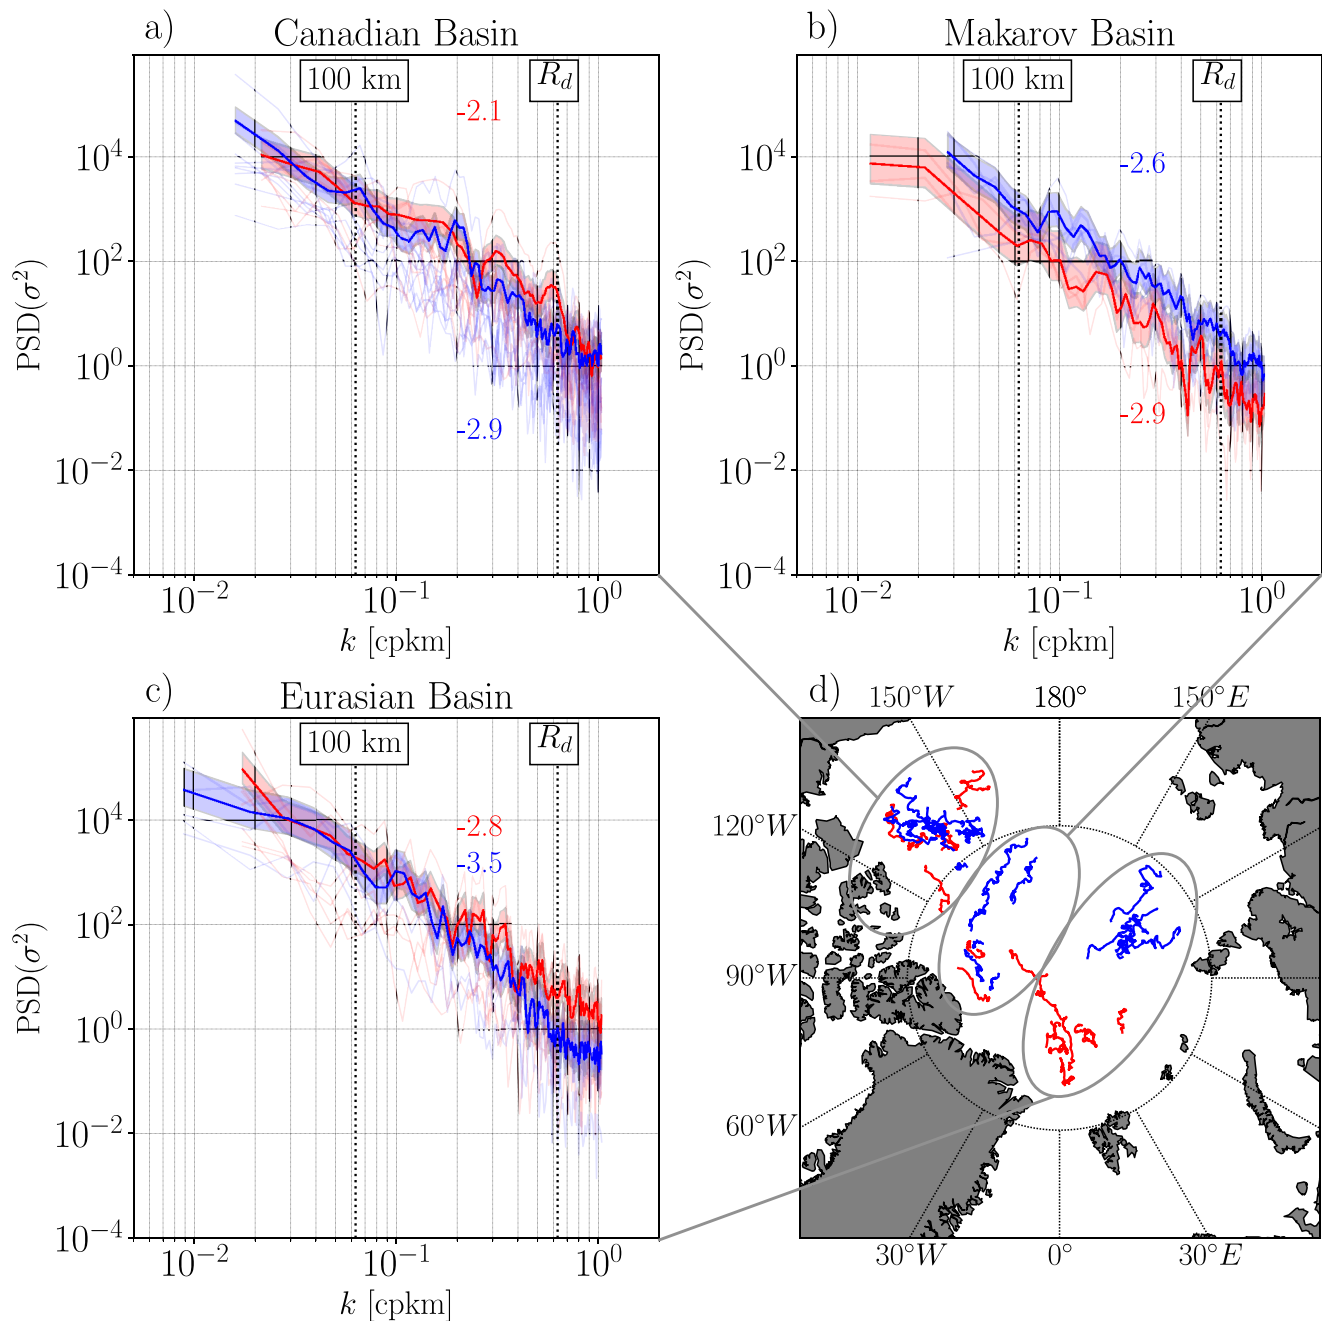 a)
Canadian Basin
100 km
R_d
-2.1
-2.9
10^4
10^2
10^0
10^−2
10^−4
PSD(σ^2)
10^−2 10^−1 10^0
k [cpkm]
b)
Makarov Basin
100 km
R_d
-2.6
-2.9
10^4
10^2
10^0
10^−2
10^−4
PSD(σ^2)
10^−2 10^−1 10^0
k [cpkm]
c)
Eurasian Basin
100 km
R_d
-2.8
-3.5
10^4
10^2
10^0
10^−2
10^−4
PSD(σ^2)
10^−2 10^−1 10^0
k [cpkm]
d)
150°W 180° 150°E
120°W
90°W
60°W
30°W 0° 30°E